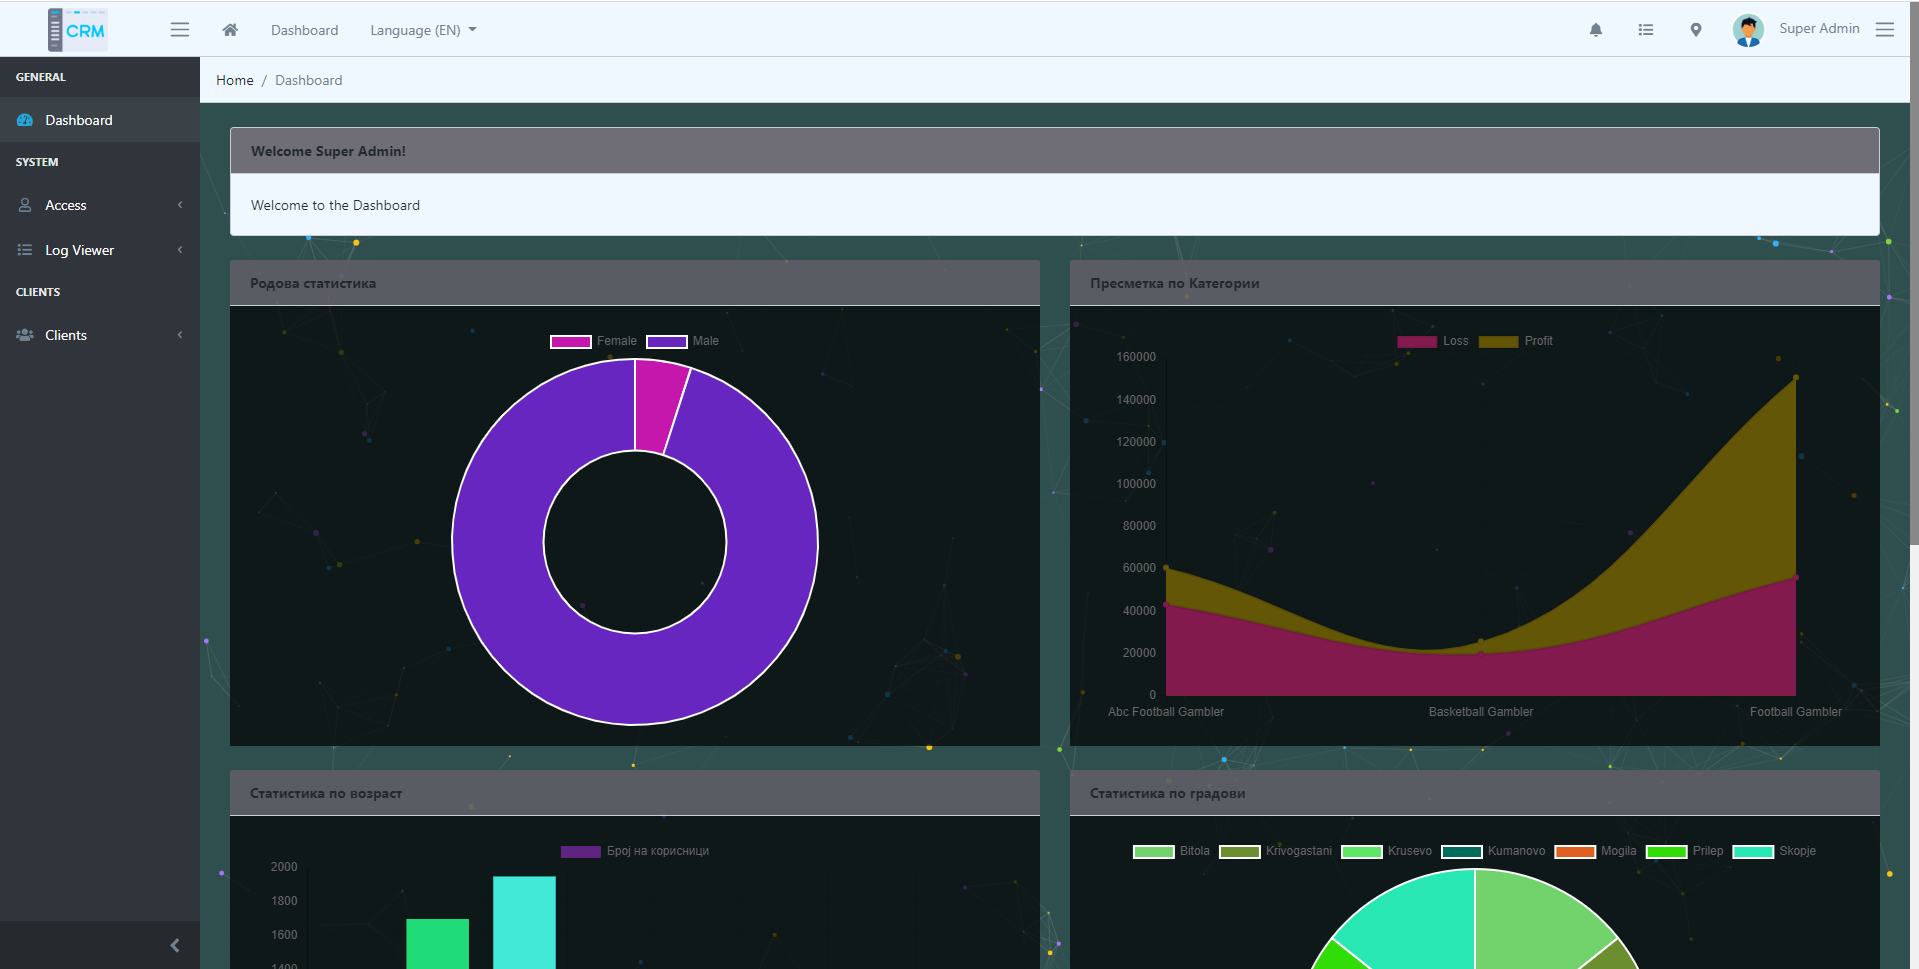 CRM
Dashboard
Language (EN)
Super Admin
GENERAL
Dashboard
SYSTEM
Access
Log Viewer
CLIENTS
Clients
Home / Dashboard
Welcome Super Admin!
Welcome to the Dashboard
Родова статистика
Female Male
Пресметка по Категории
Loss Profit
160000
140000
120000
100000
80000
60000
40000
20000
0
Abc Football Gambler Basketball Gambler Football Gambler
Статистика по возраст
Број на корисници
2000
1800
1600
1400
Статистика по градови
Bitola Krivogastani Krusevo Kumanovo Mogila Prilep Skopje